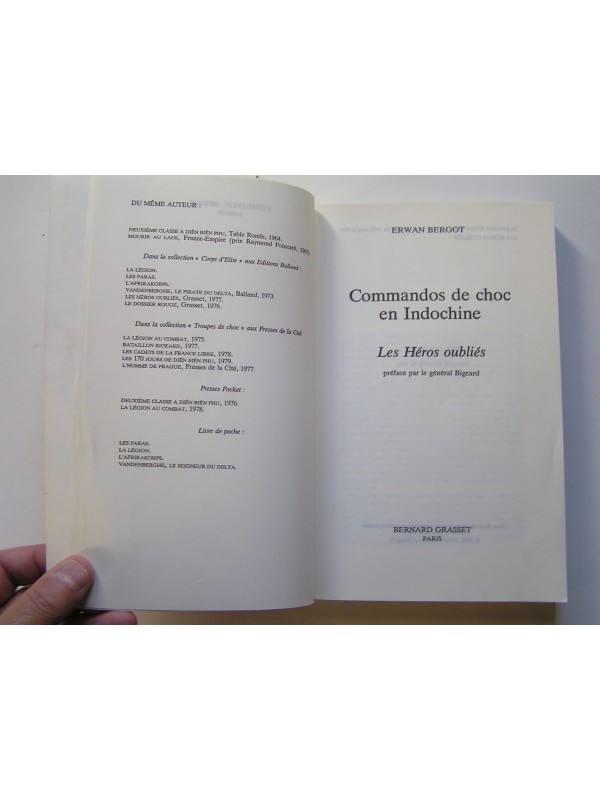 DU MÊME AUTEUR :
DEUXIÈME CLASSE A DIÊN BIÊN PHU, Table Ronde, 1964.
MOURIR AU LAOS, France-Empire (prix Raymond Poincaré, 1965)
Dans la collection « Corps d'Elite » aux Editions Balland :
LA LÉGION.
LES PARAS.
L'AFRIKAKORPS.
VANDENBERGHE, LE PIRATE DU DELTA, Balland, 1973
LES HÉROS OUBLIÉS, Grasset, 1975.
LE DOSSIER ROUGE, Grasset, 1976.
Dans la collection « Troupes de choc » aux Presses de la Cité
LA LÉGION AU COMBAT, 1975.
BATAILLON BIGEARD, 1977.
LES CADETS DE LA FRANCE LIBRE, 1978.
LES 170 JOURS DE DIÊN BIÊN PHU, 1979.
L'HOMME DE PRAGUE, Presses de la Cité, 1977.
Presses Pocket :
DEUXIÈME CLASSE A DIÊN BIÊN PHU, 1976.
LA LÉGION AU COMBAT, 1978.
Livre de poche :
LES PARAS.
LA LÉGION.
L'AFRIKAKORPS.
VANDENBERGHE, LE SEIGNEUR DU DELTA.
ERWAN BERGOT
Commandos de choc
en Indochine
Les Héros oubliés
préface par le général Bigeard
BERNARD GRASSET
PARIS